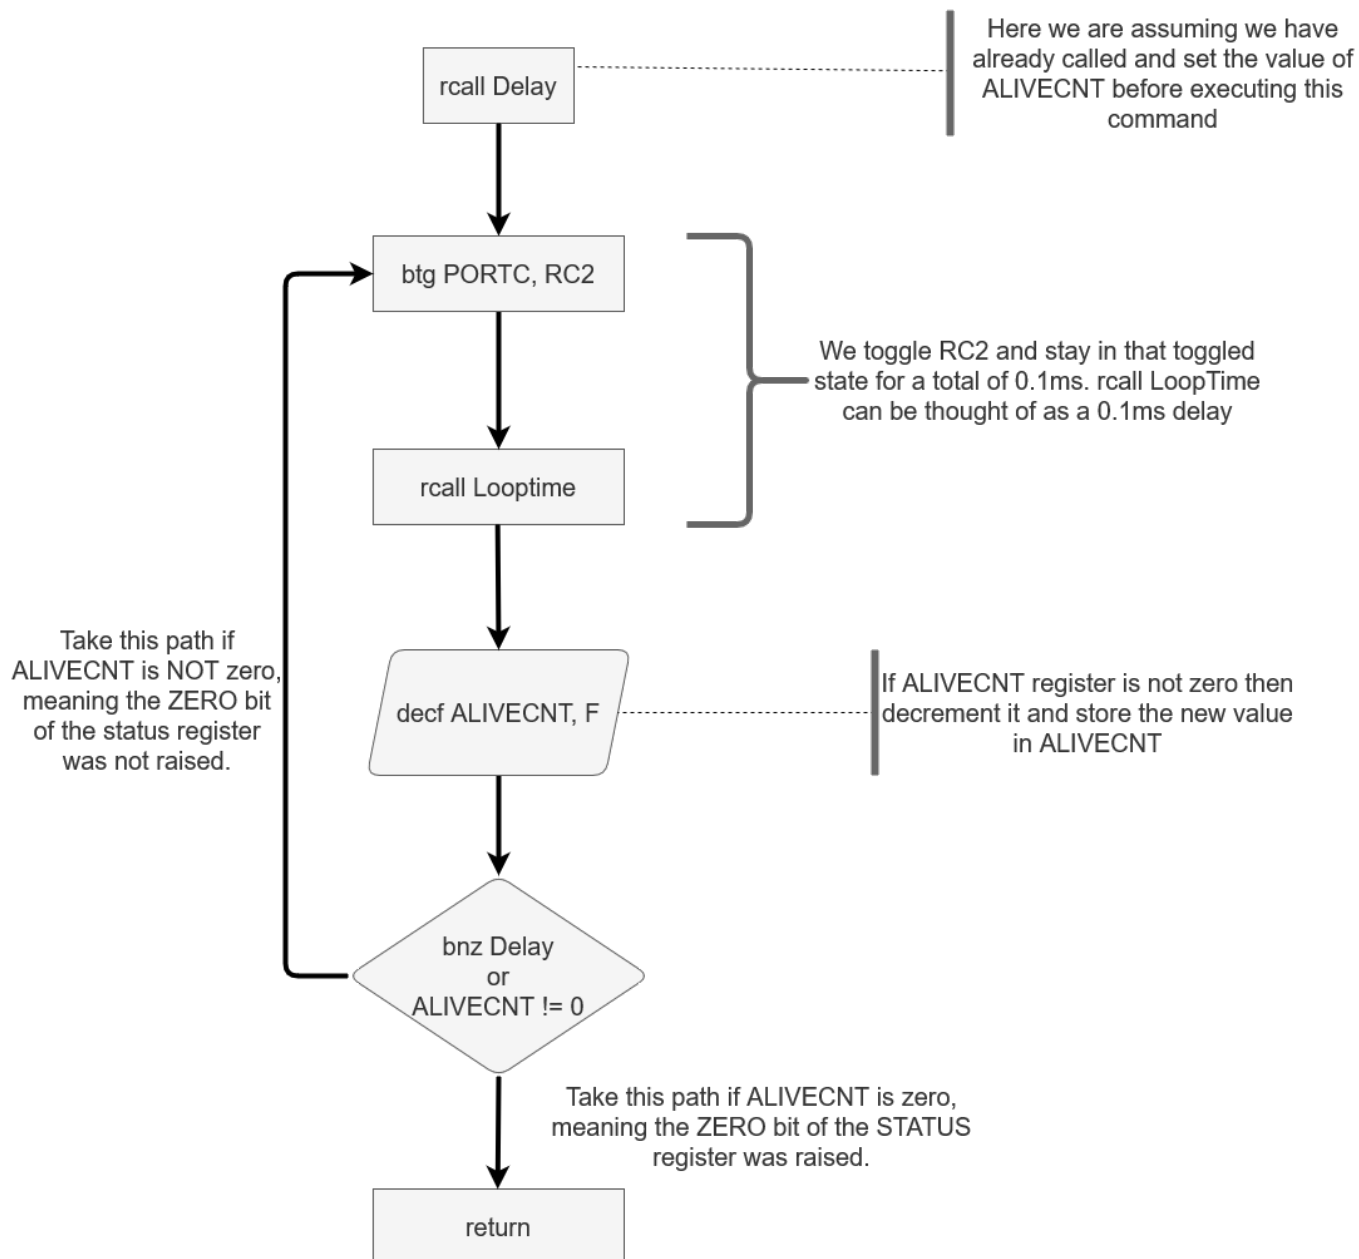 rcall Delay
Here we are assuming we have
already called and set the value of
ALIVECNT before executing this
command
btg PORTC, RC2
We toggle RC2 and stay in that toggled
state for a total of 0.1ms. rcall LoopTime
can be thought of as a 0.1ms delay
rcall Looptime
Take this path if
ALIVECNT is NOT zero,
meaning the ZERO bit
of the status register
was not raised.
decf ALIVECNT, F
If ALIVECNT register is not zero then
decrement it and store the new value
in ALIVECNT
bnz Delay
or
ALIVECNT != 0
Take this path if ALIVECNT is zero,
meaning the ZERO bit of the STATUS
register was raised.
return